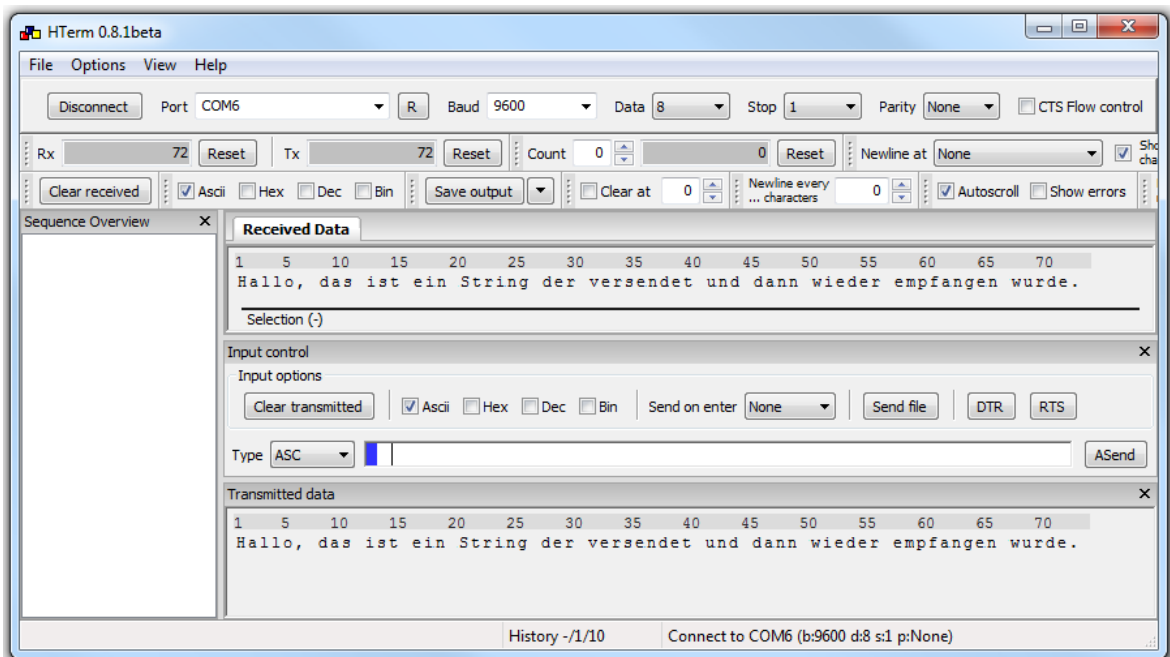 HTerm 0.8.1beta
File Options View Help
Disconnect Port COM6 R Baud 9600 Data 8 Stop 1 Parity None CTS Flow control
Rx 72 Reset Tx 72 Reset Count 0 0 Reset Newline at None Sho
cha
Clear received Ascii Hex Dec Bin Save output Clear at 0 Newline every
... characters 0 Autoscroll Show errors
Sequence Overview X
Received Data
1 5 10 15 20 25 30 35 40 45 50 55 60 65 70
Hallo, das ist ein String der versendet und dann wieder empfangen wurde.
Selection (-)
Input control
Input options
Clear transmitted Ascii Hex Dec Bin Send on enter None Send file DTR RTS
Type ASC ASend
Transmitted data
1 5 10 15 20 25 30 35 40 45 50 55 60 65 70
Hallo, das ist ein String der versendet und dann wieder empfangen wurde.
History -/1/10 Connect to COM6 (b:9600 d:8 s:1 p:None)